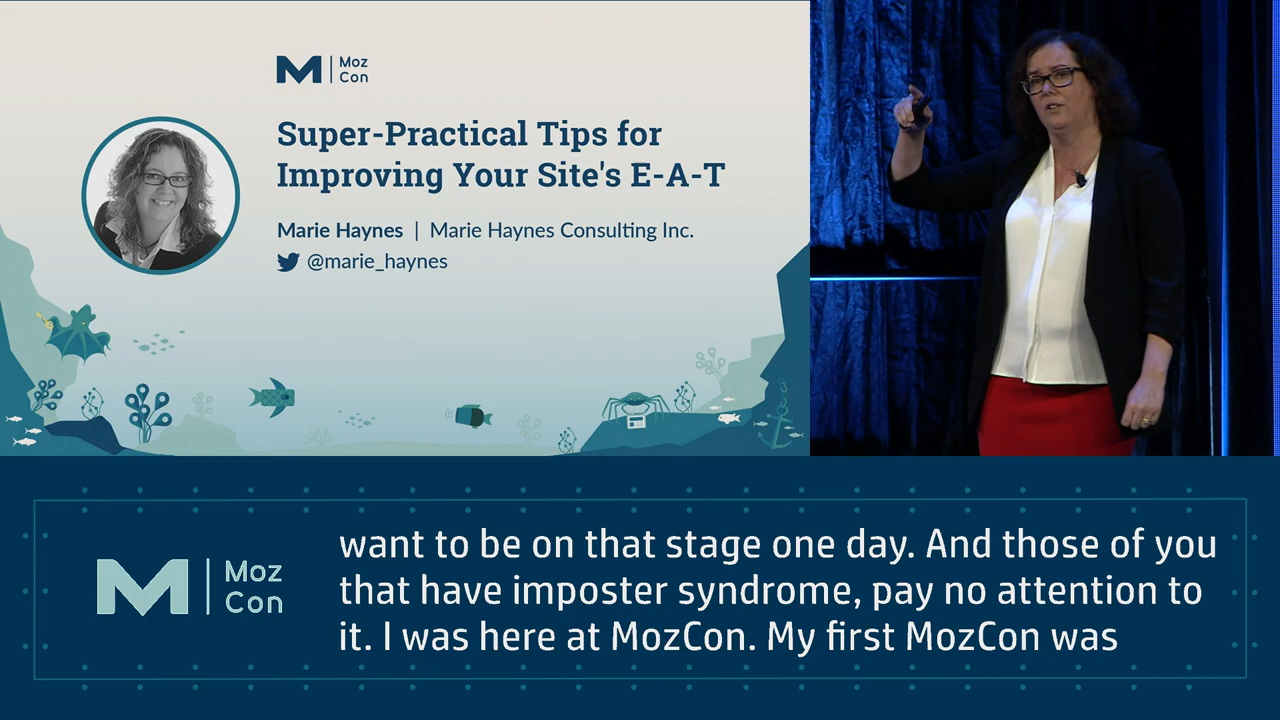 Moz
Con
Super-Practical Tips for
Improving Your Site's E-A-T
Marie Haynes | Marie Haynes Consulting Inc.
@marie_haynes
Moz
Con
want to be on that stage one day. And those of you
that have imposter syndrome, pay no attention to
it. I was here at MozCon. My first MozCon was